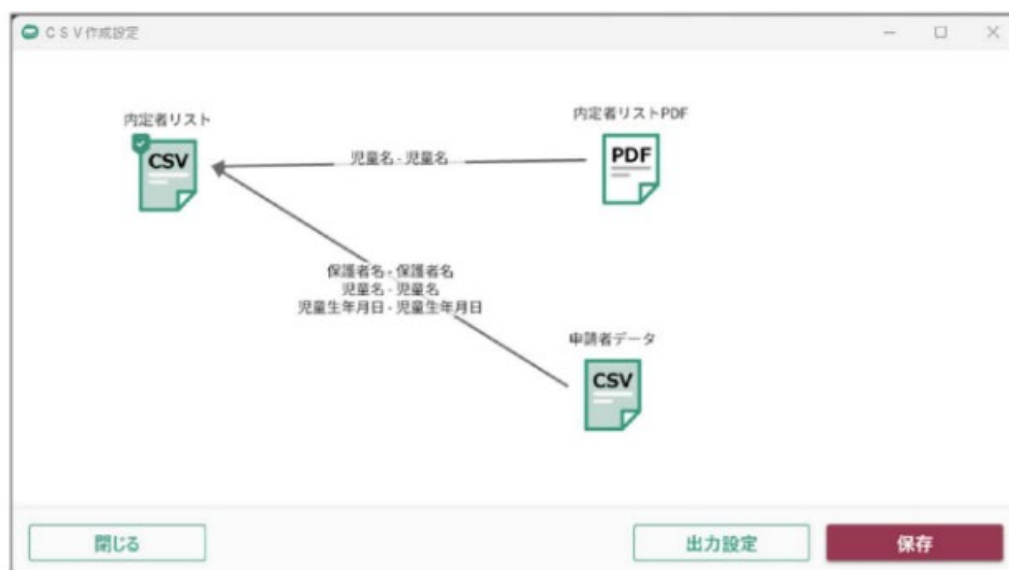 CSV作成設定
内定者リスト
CSV
内定者リストPDF
PDF
児童名 - 児童名
保護者名 - 保護者名
児童名 - 児童名
児童生年月日 - 児童生年月日
申請者データ
CSV
閉じる
出力設定
保存